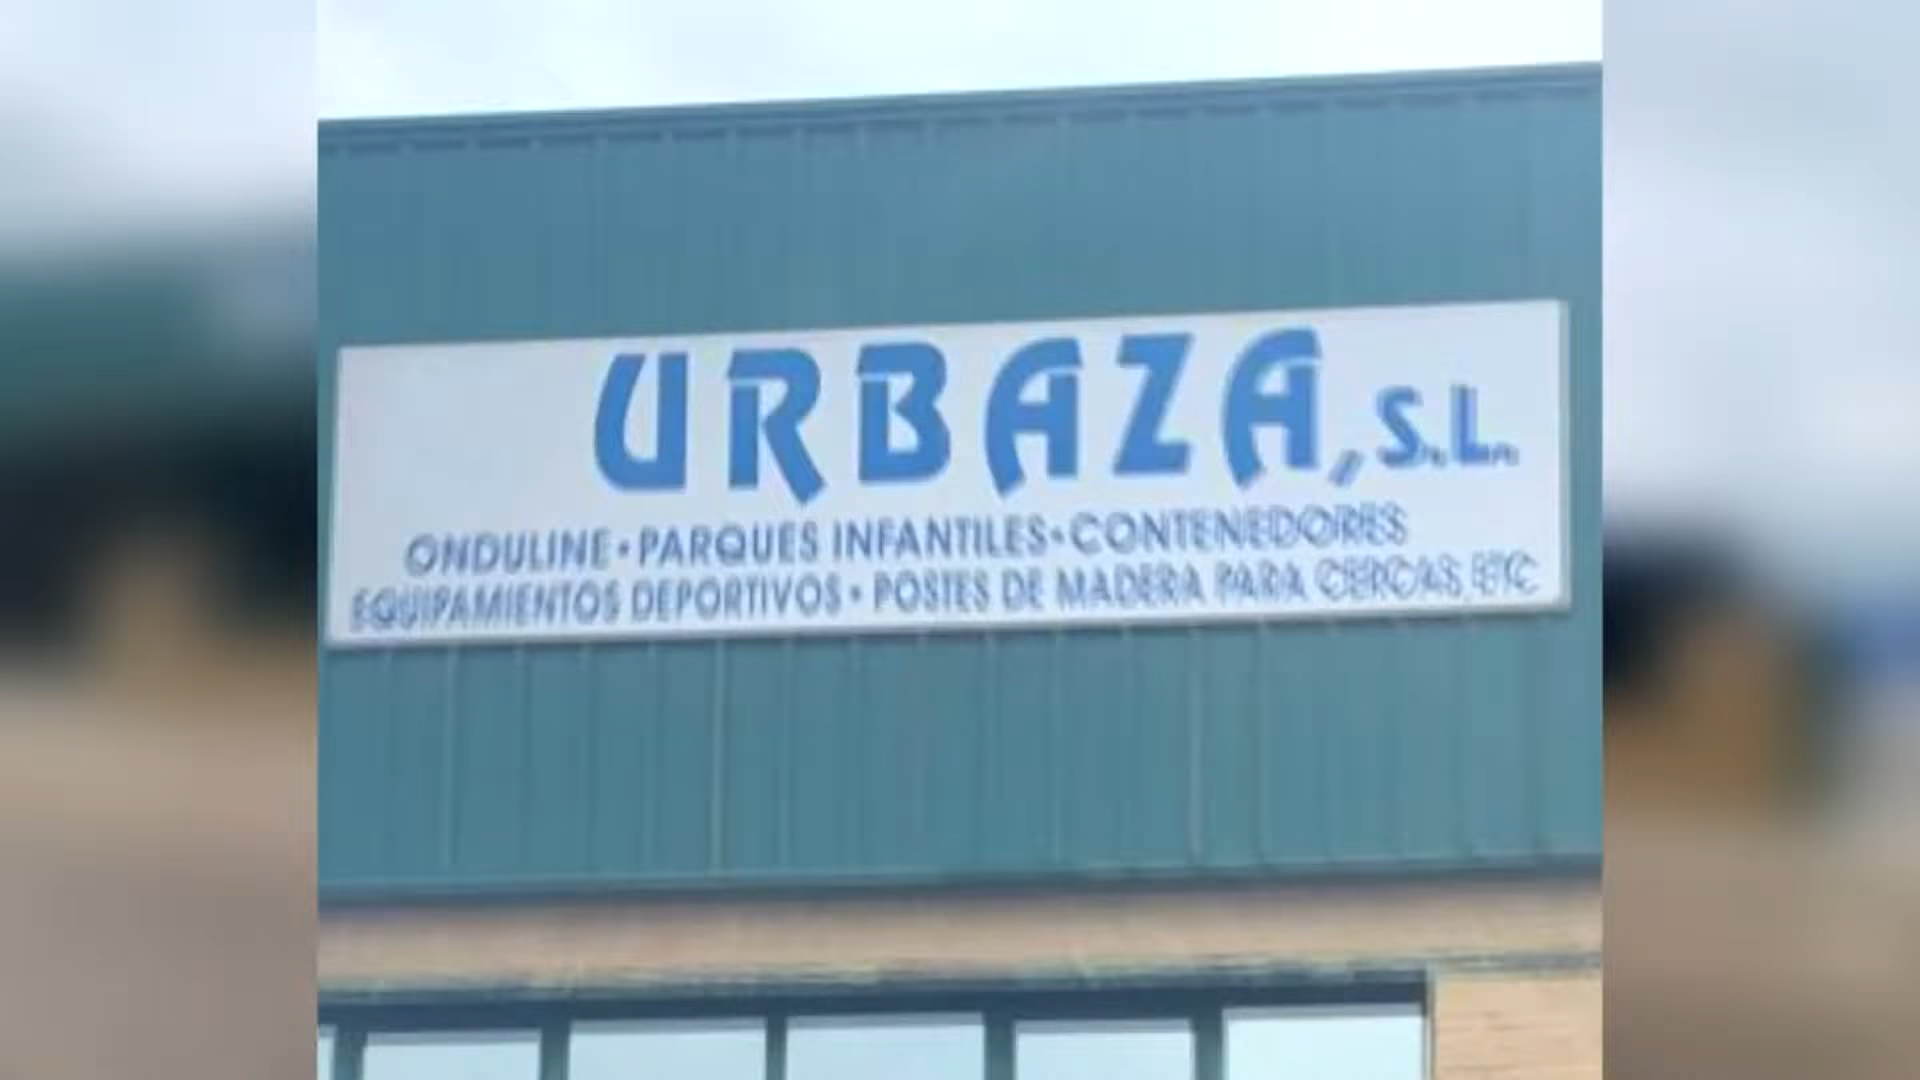 URBAZA, S.L.
ONDULINE • PARQUES INFANTILES • CONTENEDORES
EQUIPAMIENTOS DEPORTIVOS • POSTES DE MADERA PARA CERCAS, ETC